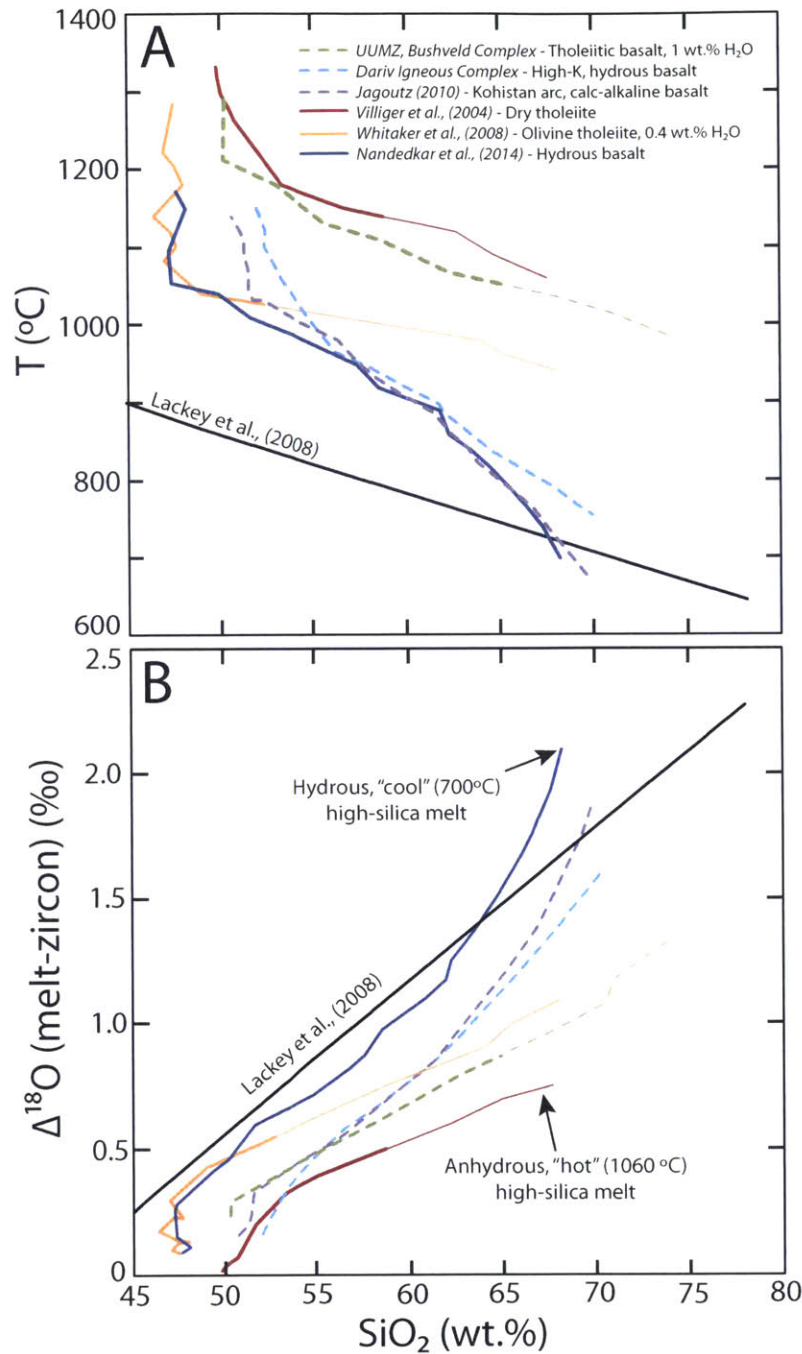 1400
A
UUMZ, Bushveld Complex - Tholeiitic basalt, 1 wt.% H₂O
Dariv Igneous Complex - High-K, hydrous basalt
Jagoutz (2010) - Kohistan arc, calc-alkaline basalt
Villiger et al., (2004) - Dry tholeiite
Whitaker et al., (2008) - Olivine tholeiite, 0.4 wt.% H₂O
Nandedkar et al., (2014) - Hydrous basalt
1200
T (ºC)
1000
Lackey et al., (2008)
800
600
2.5
B
2.0
Hydrous, "cool" (700ºC)
high-silica melt
Δ¹⁸O (melt-zircon) (‰)
1.5
Lackey et al., (2008)
1.0
0.5
Anhydrous, "hot" (1060 ºC)
high-silica melt
0
45 50 55 60 65 70 75 80
SiO₂ (wt.%)